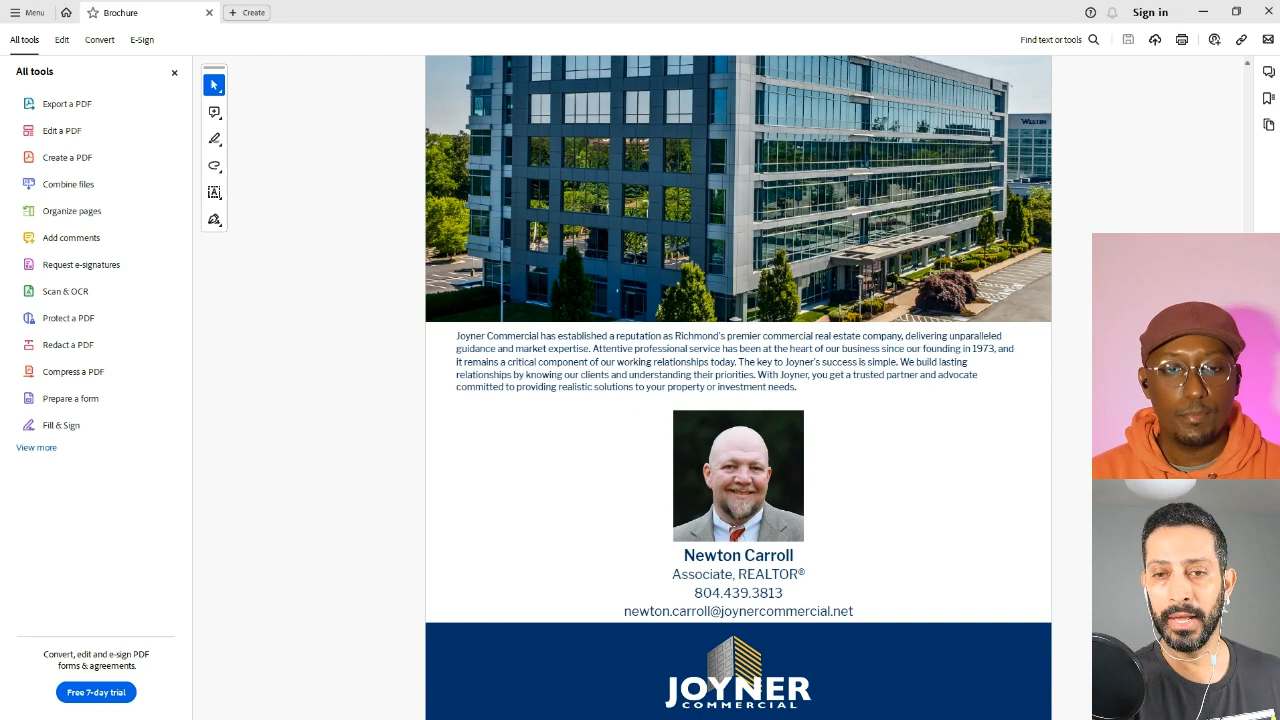 Menu
Brochure
Create
Sign in
All tools
Edit
Convert
E-Sign
Find text or tools
All tools
Export a PDF
Edit a PDF
Create a PDF
Combine files
Organize pages
Add comments
Request e-signatures
Scan & OCR
Protect a PDF
Redact a PDF
Compress a PDF
Prepare a form
Fill & Sign
View more
Convert, edit and e-sign PDF
forms & agreements.
Free 7-day trial
WESTIN
Joyner Commercial has established a reputation as Richmond's premier commercial real estate company, delivering unparalleled
guidance and market expertise. Attentive professional service has been at the heart of our business since our founding in 1973, and
it remains a critical component of our working relationships today. The key to Joyner's success is simple. We build lasting
relationships by knowing our clients and understanding their priorities. With Joyner, you get a trusted partner and advocate
committed to providing realistic solutions to your property or investment needs.
Newton Carroll
Associate, REALTOR®
804.439.3813
newton.carroll@joynercommercial.net
JOYNER
COMMERCIAL